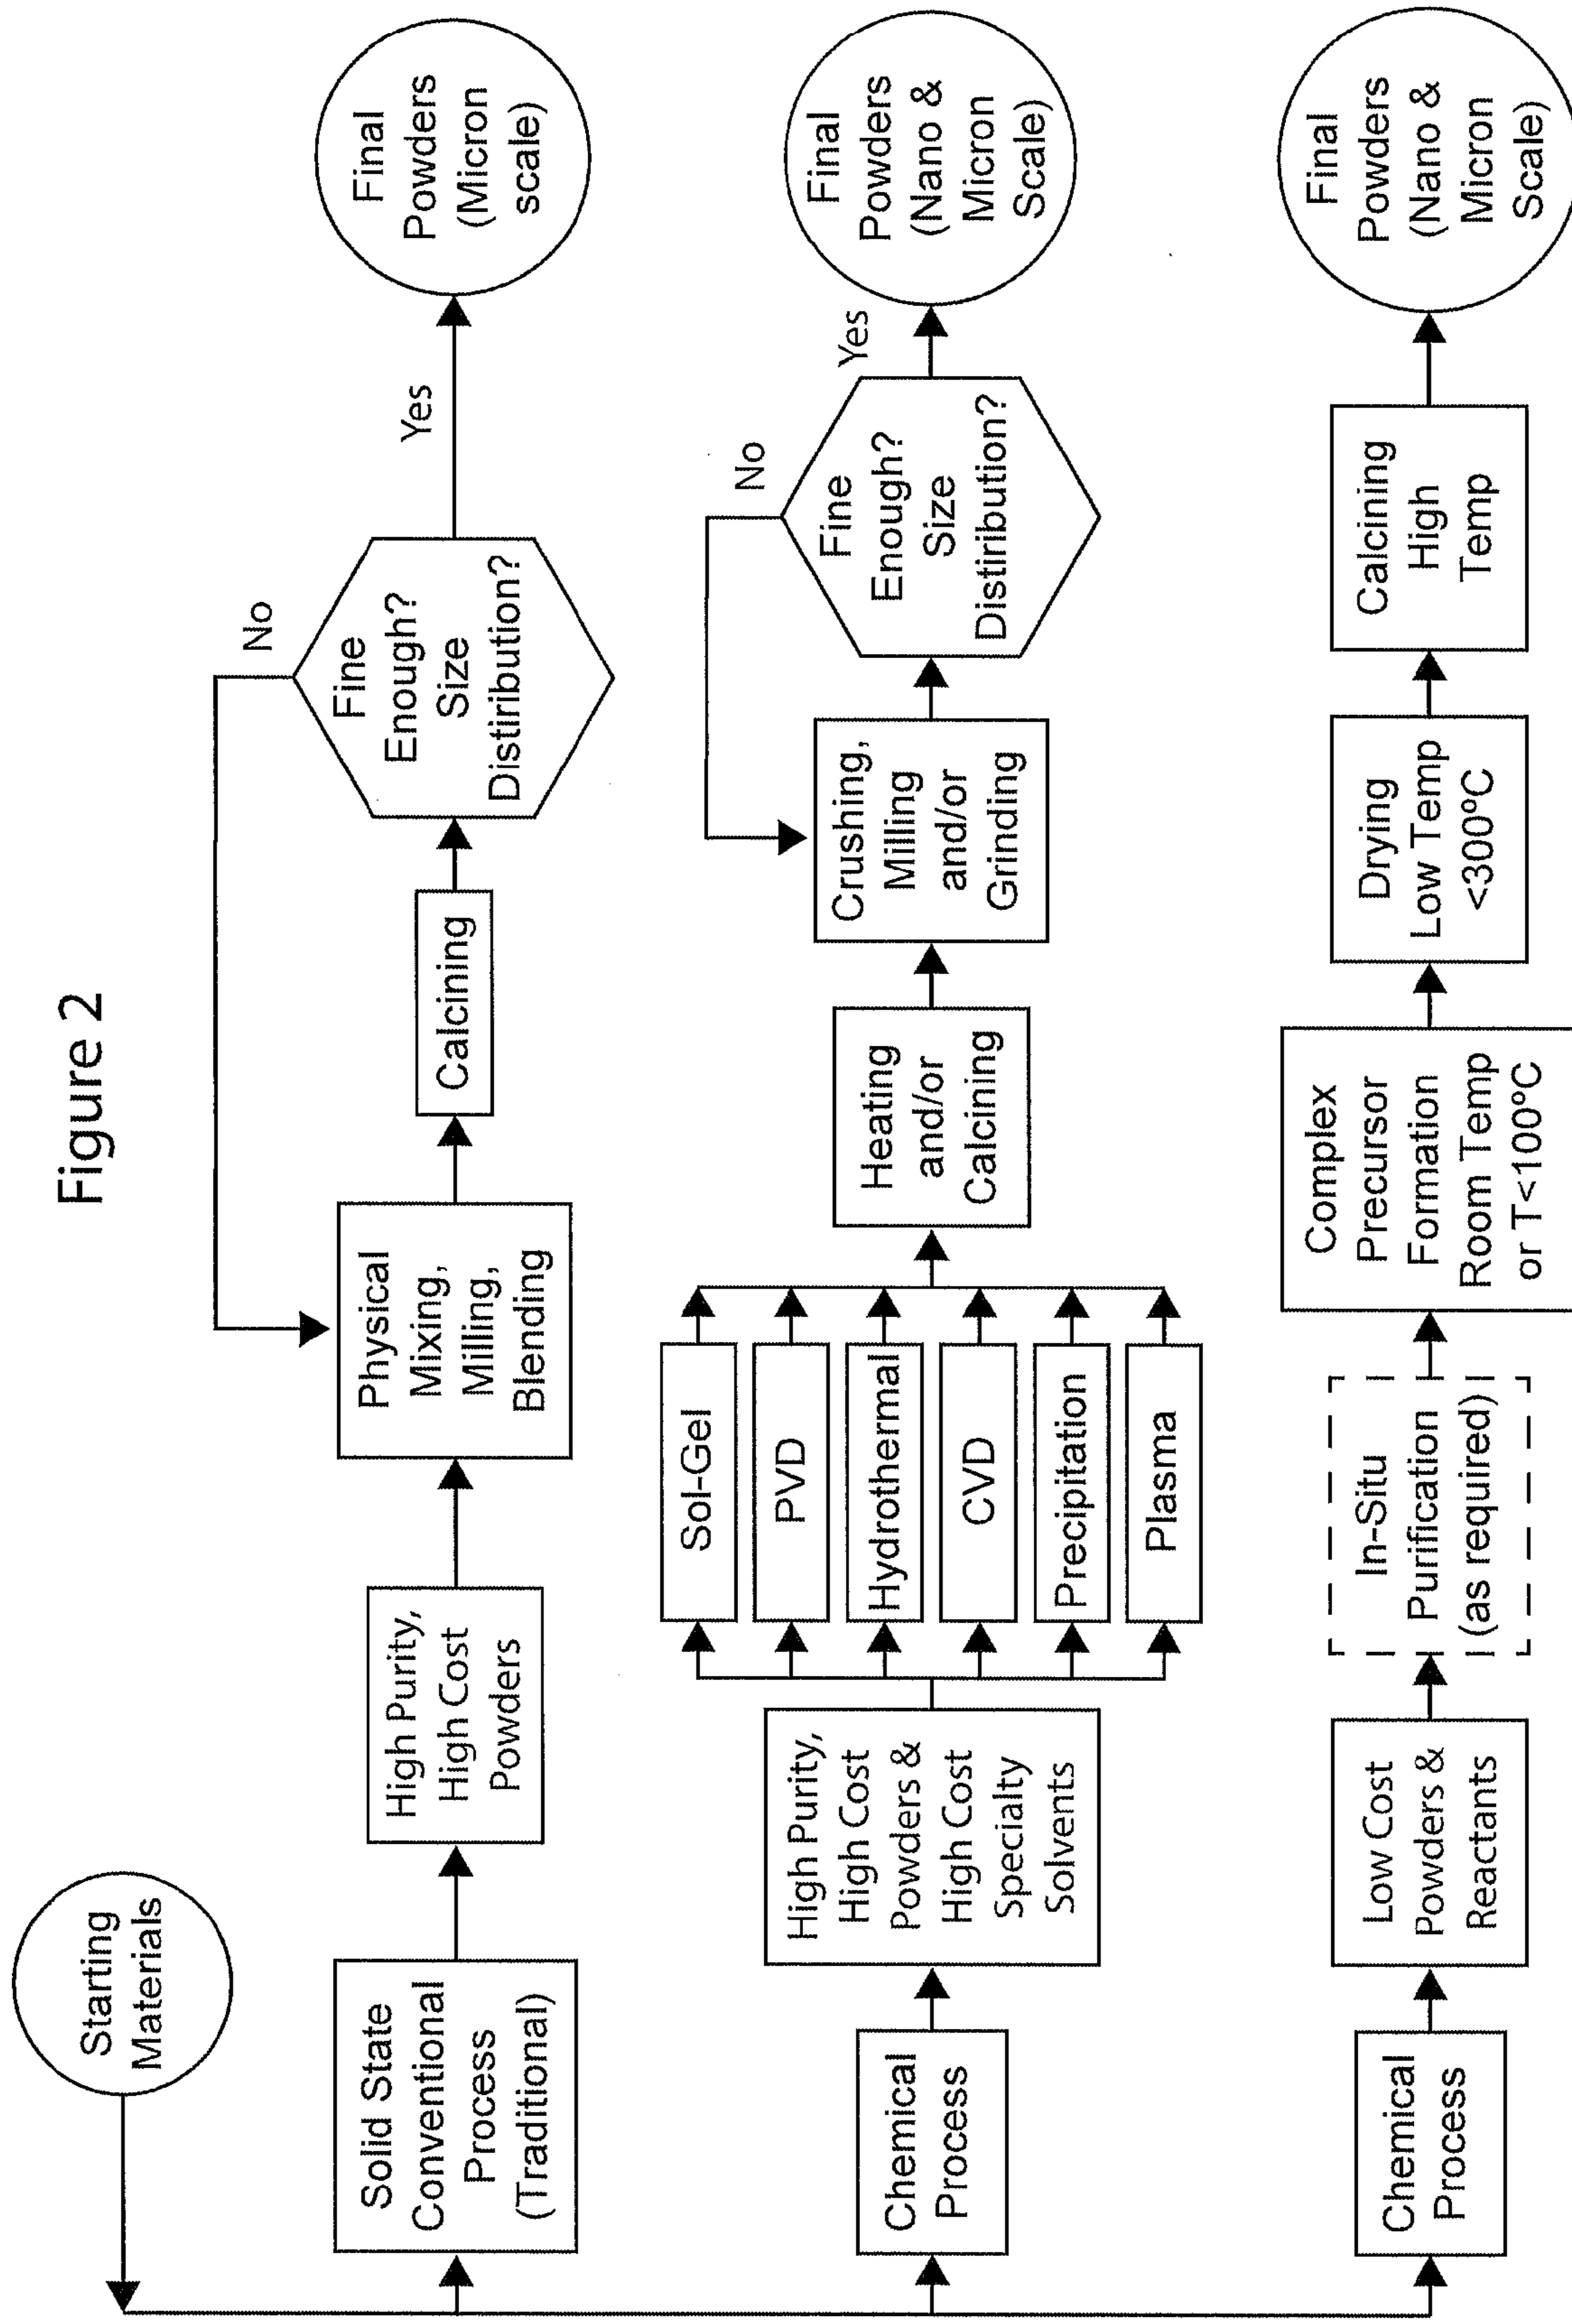 Figure 2
Starting
Materials
Solid State
Conventional
Process
(Traditional)
High Purity,
High Cost
Powders
Physical
Mixing,
Milling,
Blending
Calcining
Fine
Enough?
Size
Distiribution?
No
Yes
Final
Powders
(Micron
scale)
Chemical
Process
High Purity,
High Cost
Powders &
High Cost
Specialty
Solvents
Sol-Gel
PVD
Hydrothermal
CVD
Precipitation
Plasma
Heating
and/or
Calcining
Crushing,
Milling
and/or
Grinding
Fine
Enough?
Size
Distiribution?
No
Yes
Final
Powders
(Nano &
Micron
Scale)
Chemical
Process
Low Cost
Powders &
Reactants
In-Situ
Purification
(as required)
Complex
Precursor
Formation
Room Temp
or T<100°C
Drying
Low Temp
<300°C
Calcining
High
Temp
Final
Powders
(Nano &
Micron
Scale)